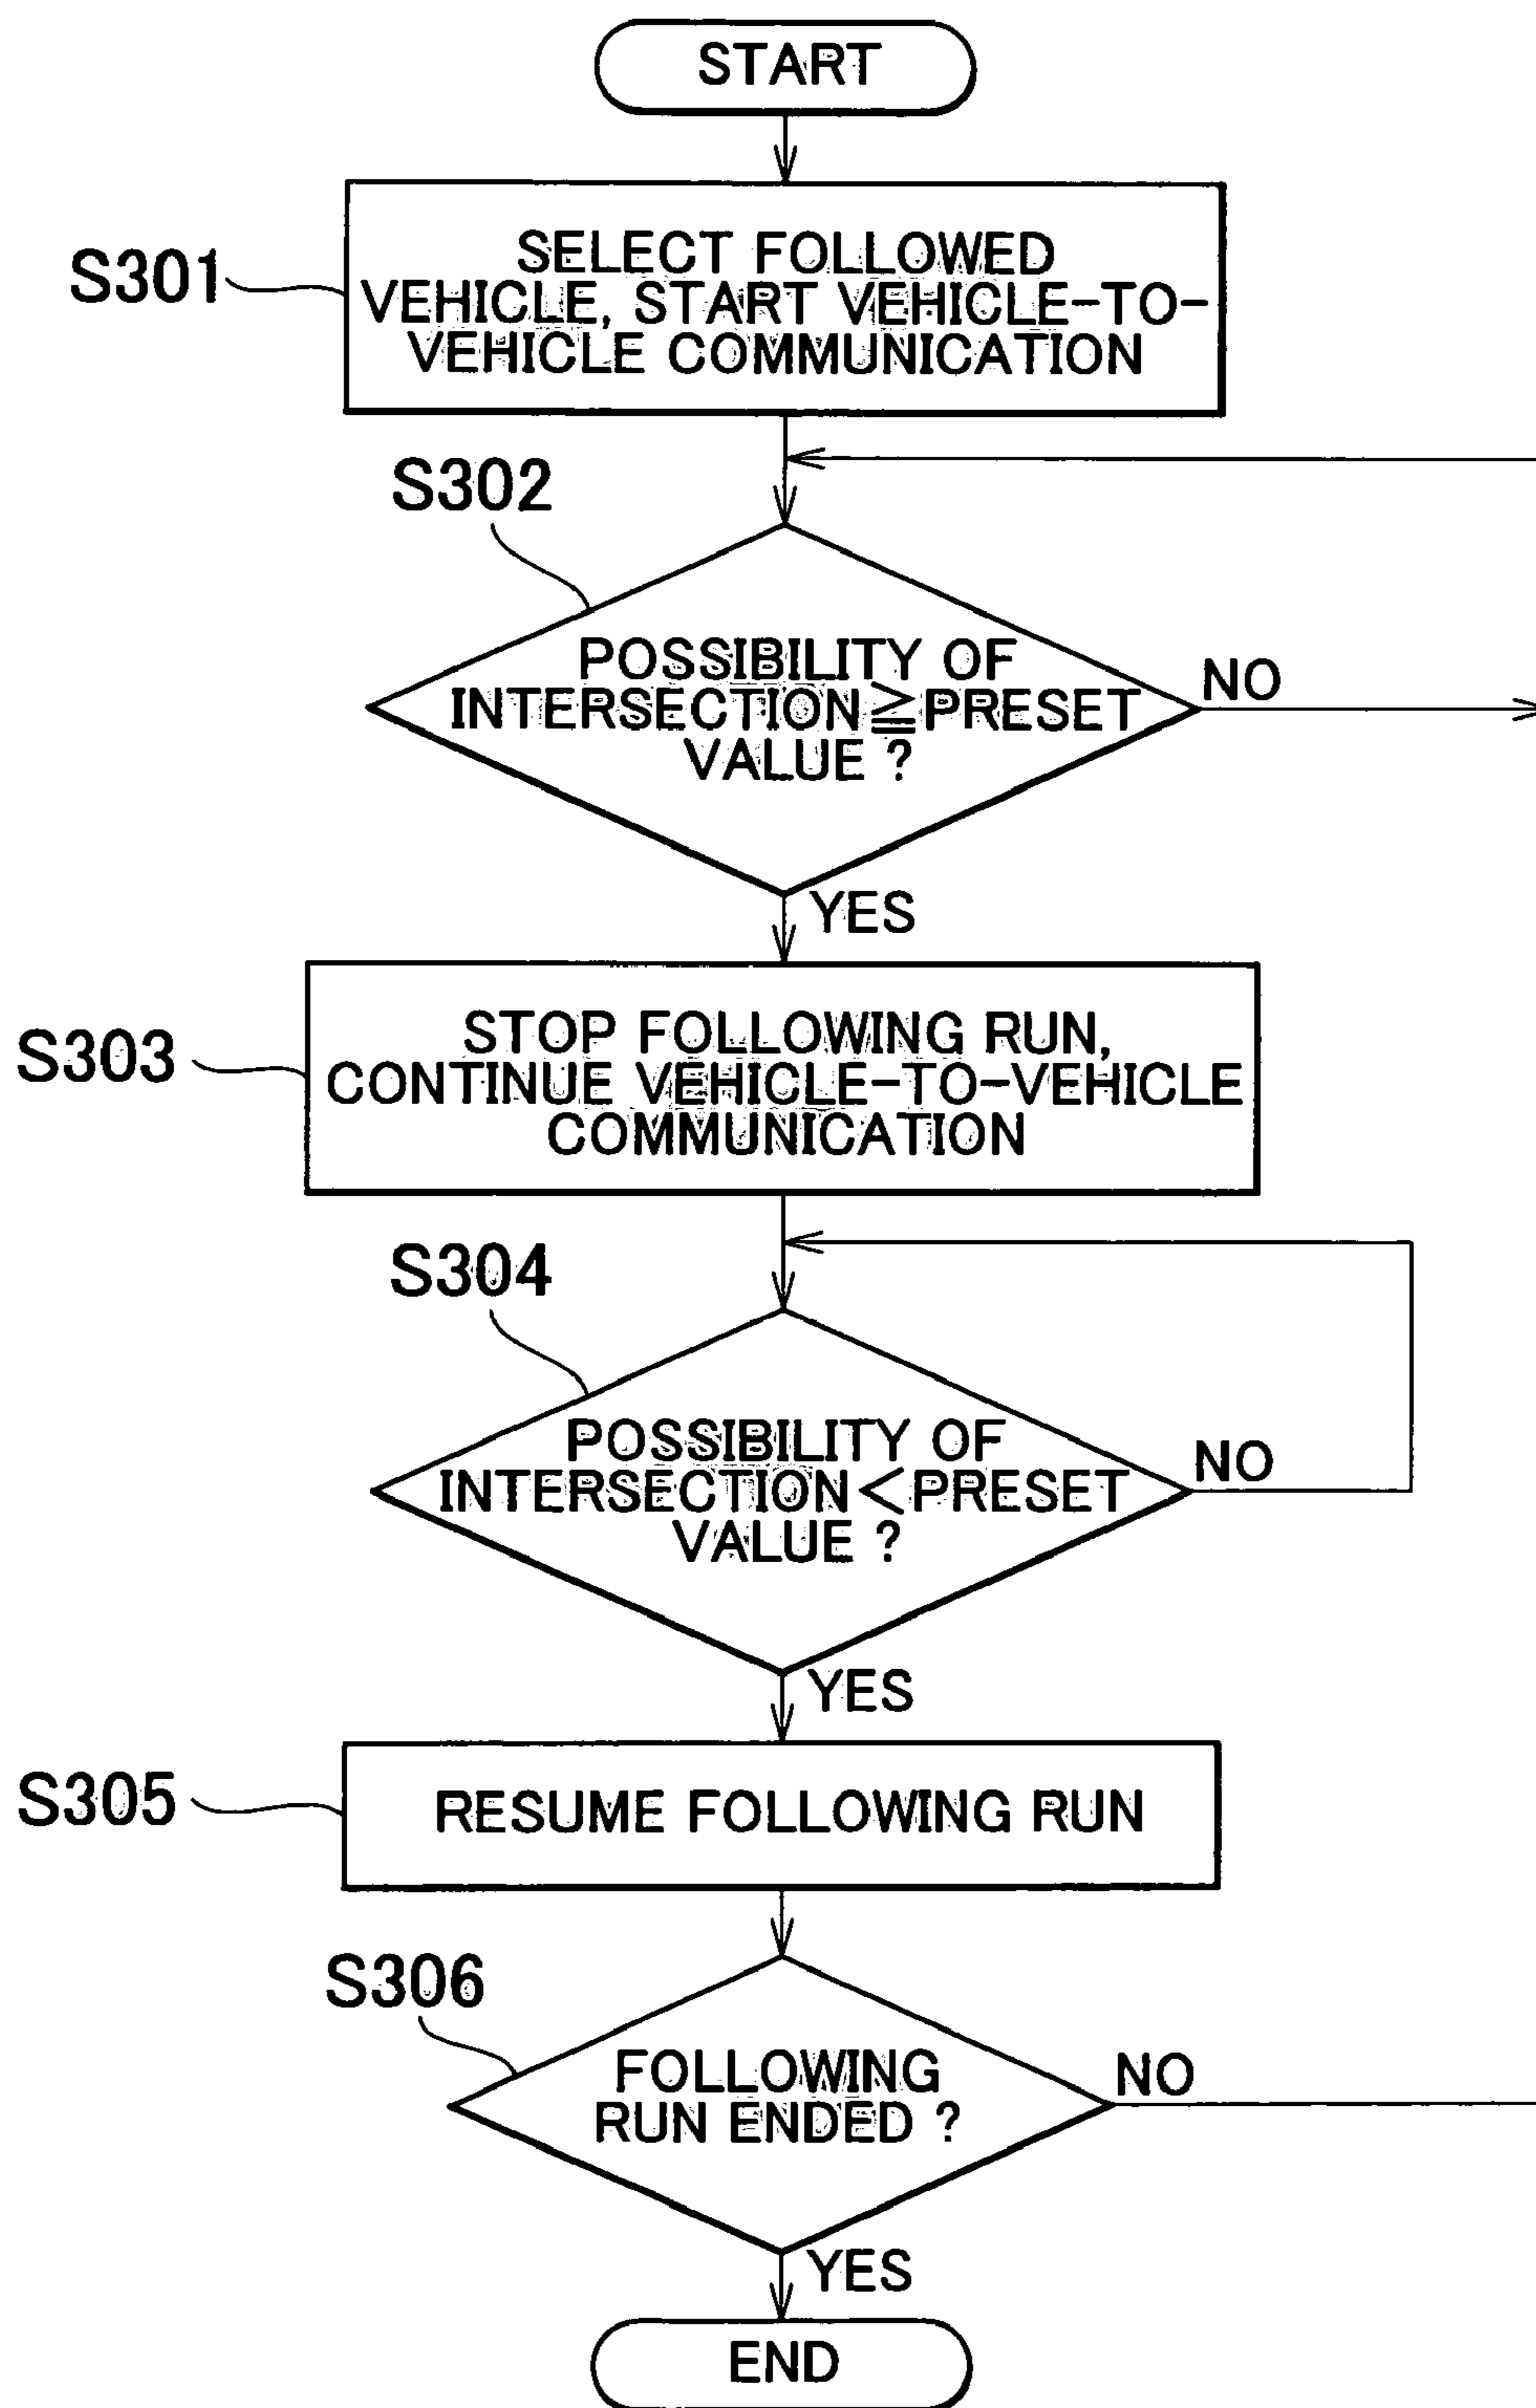 START
S301
SELECT FOLLOWED
VEHICLE, START VEHICLE-TO-
VEHICLE COMMUNICATION
S302
POSSIBILITY OF
INTERSECTION≧PRESET
VALUE ?
NO
YES
S303
STOP FOLLOWING RUN,
CONTINUE VEHICLE-TO-VEHICLE
COMMUNICATION
S304
POSSIBILITY OF
INTERSECTION<PRESET
VALUE ?
NO
YES
S305
RESUME FOLLOWING RUN
S306
FOLLOWING
RUN ENDED ?
NO
YES
END